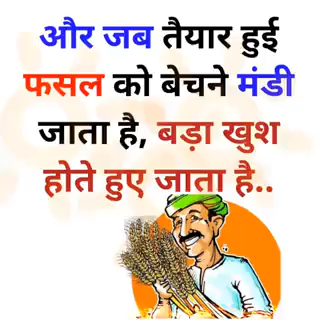 और जब तैयार हुई
फसल को बेचने मंडी
जाता है, बड़ा खुश
होते हुए जाता है..